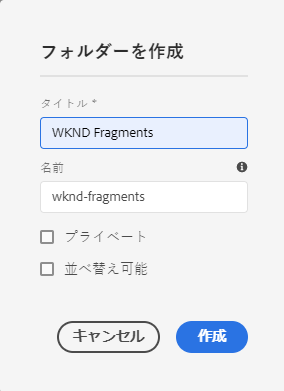 フォルダーを作成
タイトル *
WKND Fragments
名前
wknd-fragments
プライベート
並べ替え可能
キャンセル 作成